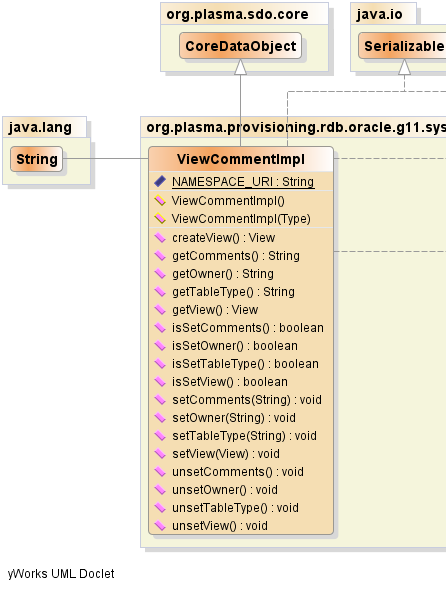 org.plasma.sdo.core
java.io
CoreDataObject
Serializable
java.lang
org.plasma.provisioning.rdb.oracle.g11.sys
String
ViewCommentImpl
NAMESPACE_URI : String
ViewCommentImpl()
ViewCommentImpl(Type)
createView() : View
getComments() : String
getOwner() : String
getTableType() : String
getView() : View
isSetComments() : boolean
isSetOwner() : boolean
isSetTableType() : boolean
isSetView() : boolean
setComments(String) : void
setOwner(String) : void
setTableType(String) : void
setView(View) : void
unsetComments() : void
unsetOwner() : void
unsetTableType() : void
unsetView() : void
yWorks UML Doclet